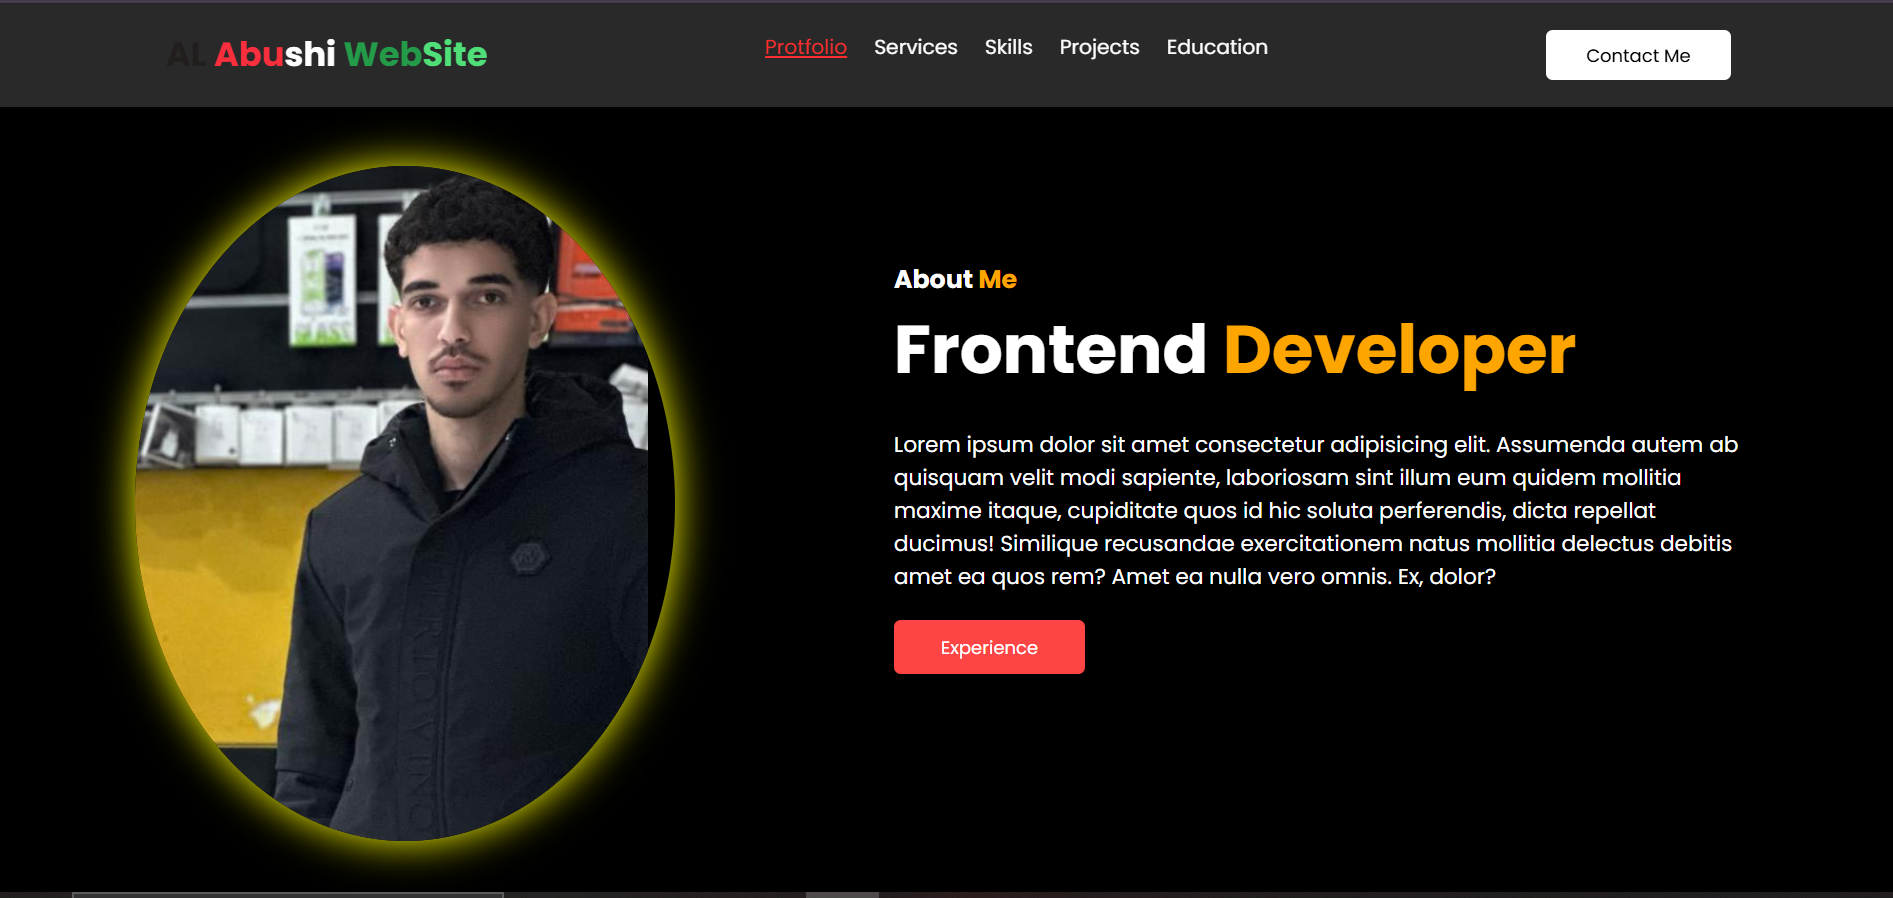 AL Abushi WebSite
Protfolio Services Skills Projects Education
Contact Me
GLASS
About Me
Frontend Developer
Lorem ipsum dolor sit amet consectetur adipisicing elit. Assumenda autem ab
quisquam velit modi sapiente, laboriosam sint illum eum quidem mollitia
maxime itaque, cupiditate quos id hic soluta perferendis, dicta repellat
ducimus! Similique recusandae exercitationem natus mollitia delectus debitis
amet ea quos rem? Amet ea nulla vero omnis. Ex, dolor?
Experience